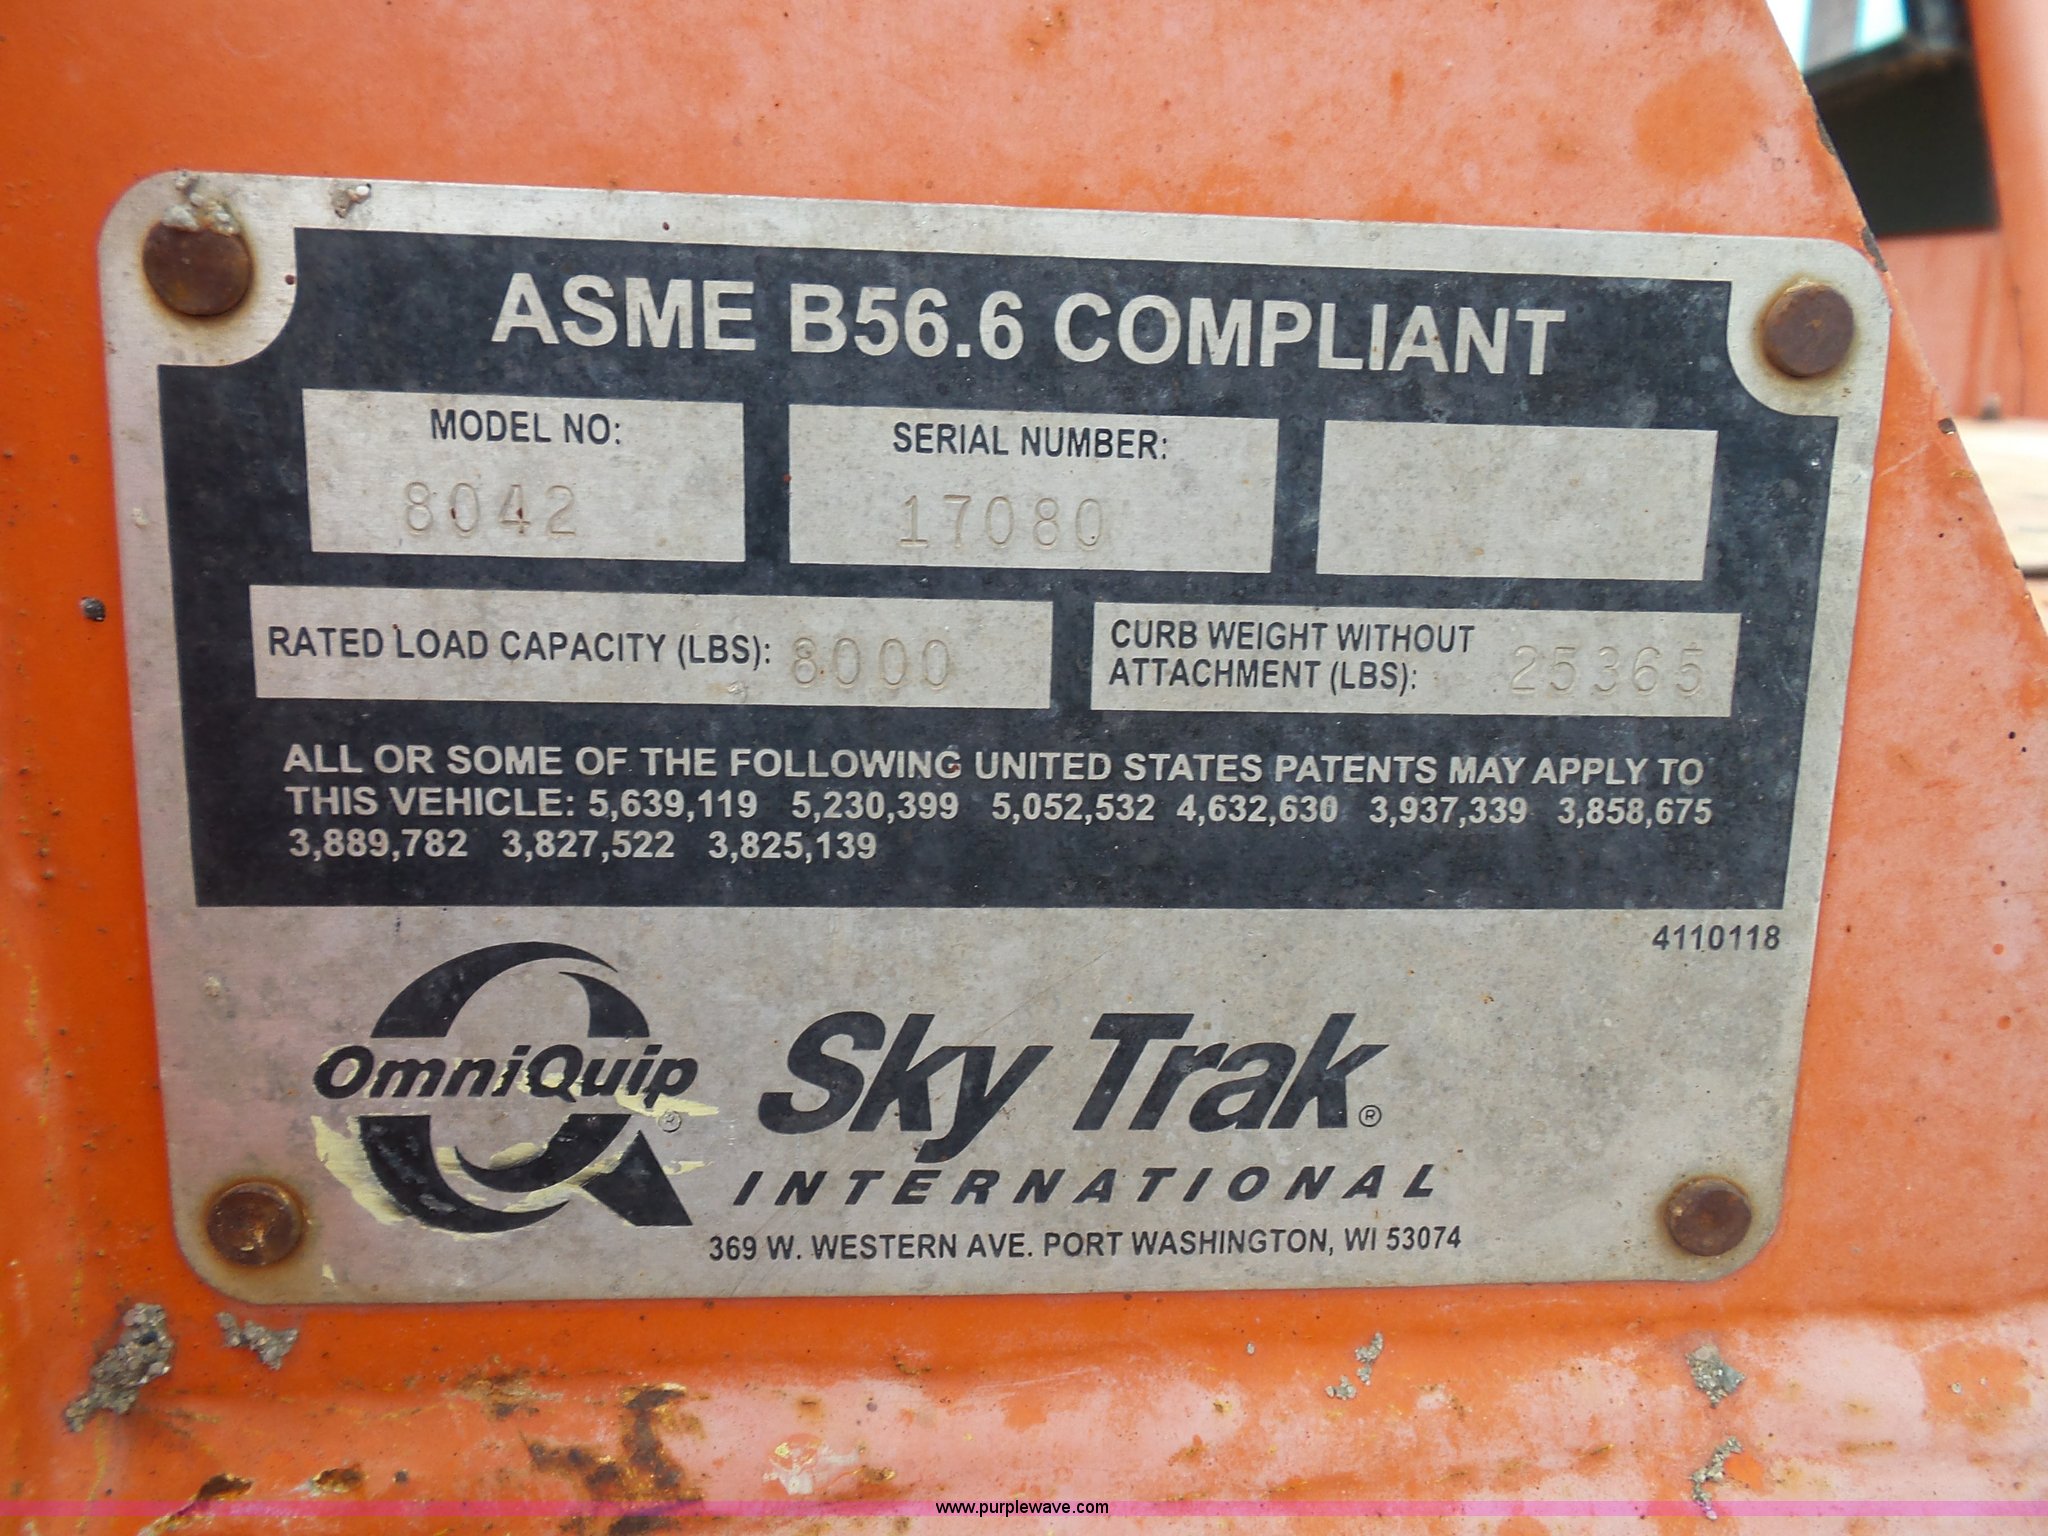 ASME B56.6 COMPLIANT
MODEL NO:
8042
SERIAL NUMBER:
17080
RATED LOAD CAPACITY (LBS): 8000
CURB WEIGHT WITHOUT
ATTACHMENT (LBS): 25365
ALL OR SOME OF THE FOLLOWING UNITED STATES PATENTS MAY APPLY TO
THIS VEHICLE: 5,639,119 5,230,399 5,052,532 4,632,630 3,937,339 3,858,675
3,889,782 3,827,522 3,825,139
4110118
OmniQuip®
Sky Trak®
INTERNATIONAL
369 W. WESTERN AVE. PORT WASHINGTON, WI 53074
www.purplewave.com